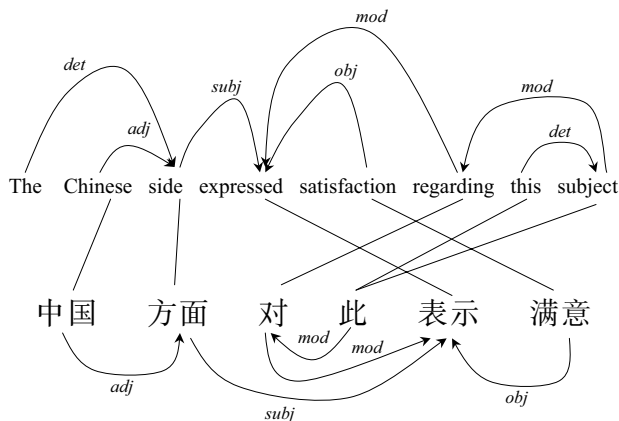 mod
det
subj
obj
mod
adj
det
The Chinese side expressed satisfaction regarding this subject
中国 方面 对 此 表示 满意
mod
mod
adj
subj
obj